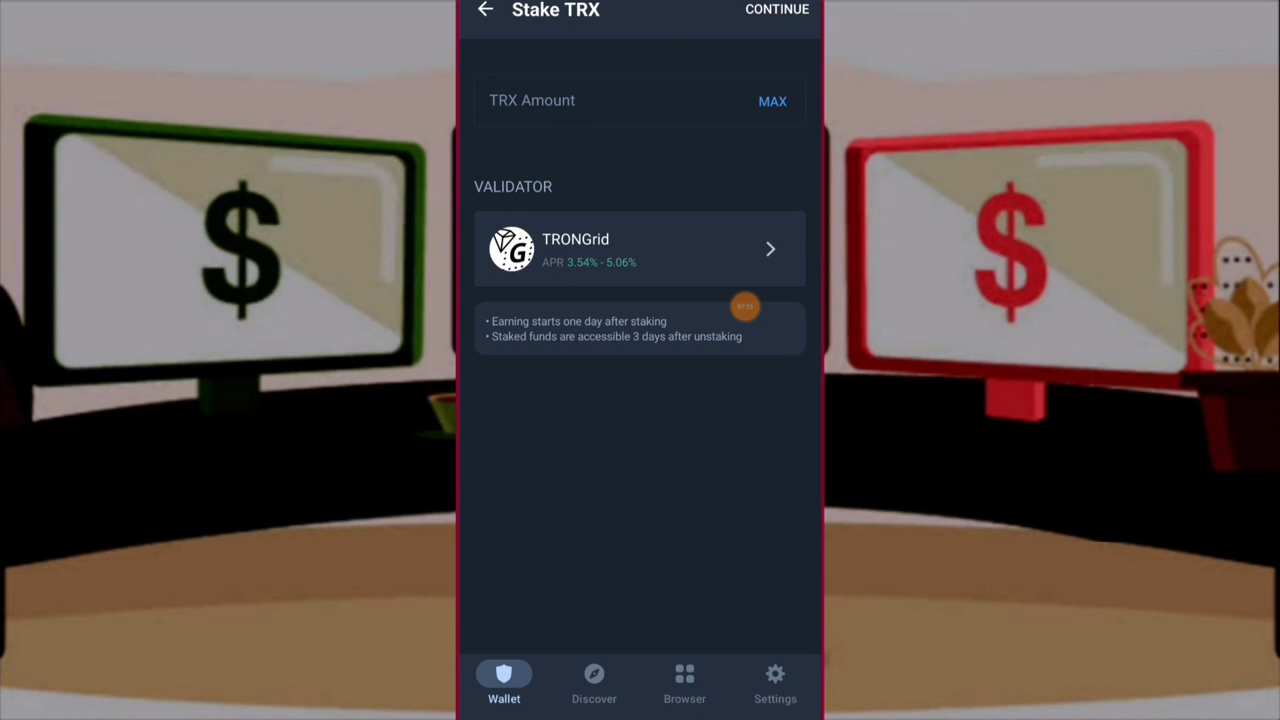 Stake TRX
CONTINUE
TRX Amount
MAX
VALIDATOR
TRONGrid
APR 3.54% - 5.06%
• Earning starts one day after staking
• Staked funds are accessible 3 days after unstaking
Wallet
Discover
Browser
Settings
$
$
G